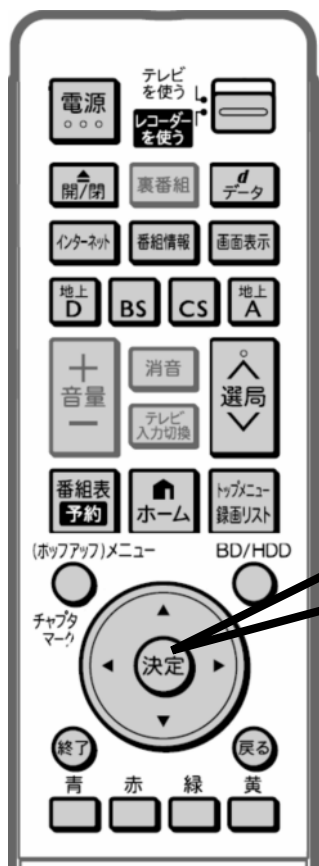 テレビ
を使う
電源
レコーダー
を使う
開/閉
裏番組
d
データ
インターネット
番組情報
画面表示
地上
D
BS
CS
地上
A
+
音量
−
消音
テレビ
入力切換
選局
番組表
予約
ホーム
トップメニュー
録画リスト
(ポップアップ)メニュー
BD/HDD
チャプタ
マーク
決定
終了
戻る
青
赤
緑
黄